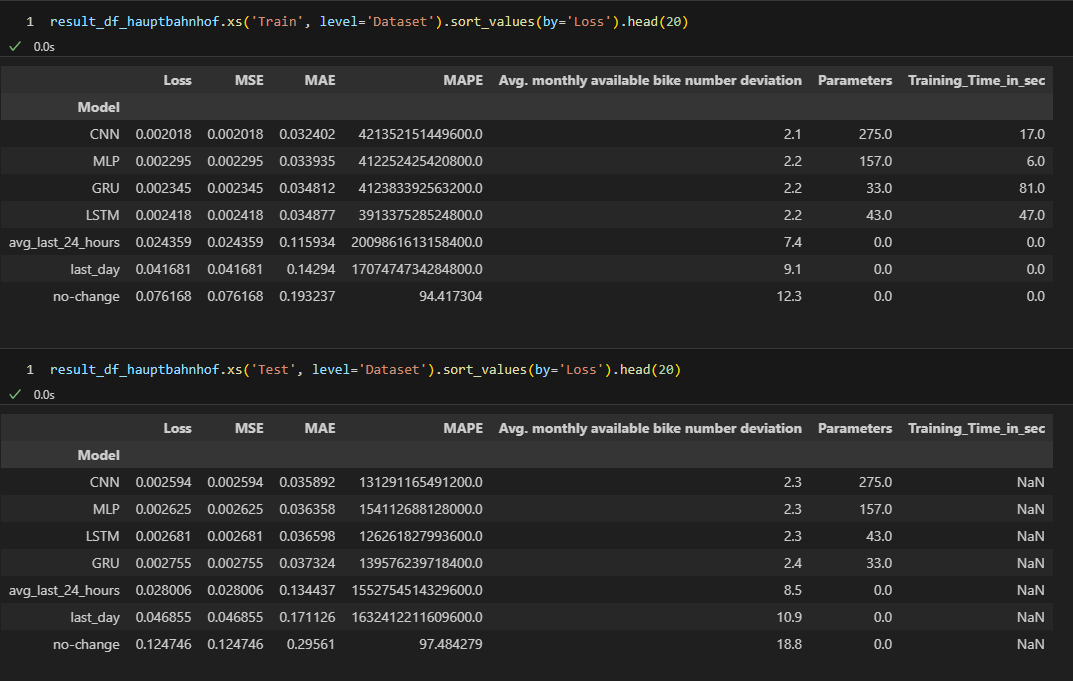 1 result_df_hauptbahnhof.xs('Train', level='Dataset').sort_values(by='Loss').head(20)
0.0s
Loss MSE MAE MAPE Avg. monthly available bike number deviation Parameters Training_Time_in_sec
Model
CNN 0.002018 0.002018 0.032402 421352151449600.0 2.1 275.0 17.0
MLP 0.002295 0.002295 0.033935 412252425420800.0 2.2 157.0 6.0
GRU 0.002345 0.002345 0.034812 412383392563200.0 2.2 33.0 81.0
LSTM 0.002418 0.002418 0.034877 391337528524800.0 2.2 43.0 47.0
avg_last_24_hours 0.024359 0.024359 0.115934 2009861613158400.0 7.4 0.0 0.0
last_day 0.041681 0.041681 0.14294 1707474734284800.0 9.1 0.0 0.0
no-change 0.076168 0.076168 0.193237 94.417304 12.3 0.0 0.0
1 result_df_hauptbahnhof.xs('Test', level='Dataset').sort_values(by='Loss').head(20)
0.0s
Loss MSE MAE MAPE Avg. monthly available bike number deviation Parameters Training_Time_in_sec
Model
CNN 0.002594 0.002594 0.035892 131291165491200.0 2.3 275.0 NaN
MLP 0.002625 0.002625 0.036358 154112688128000.0 2.3 157.0 NaN
LSTM 0.002681 0.002681 0.036598 126261827993600.0 2.3 43.0 NaN
GRU 0.002755 0.002755 0.037324 139576239718400.0 2.4 33.0 NaN
avg_last_24_hours 0.028006 0.028006 0.134437 1552754514329600.0 8.5 0.0 NaN
last_day 0.046855 0.046855 0.171126 1632412211609600.0 10.9 0.0 NaN
no-change 0.124746 0.124746 0.29561 97.484279 18.8 0.0 NaN